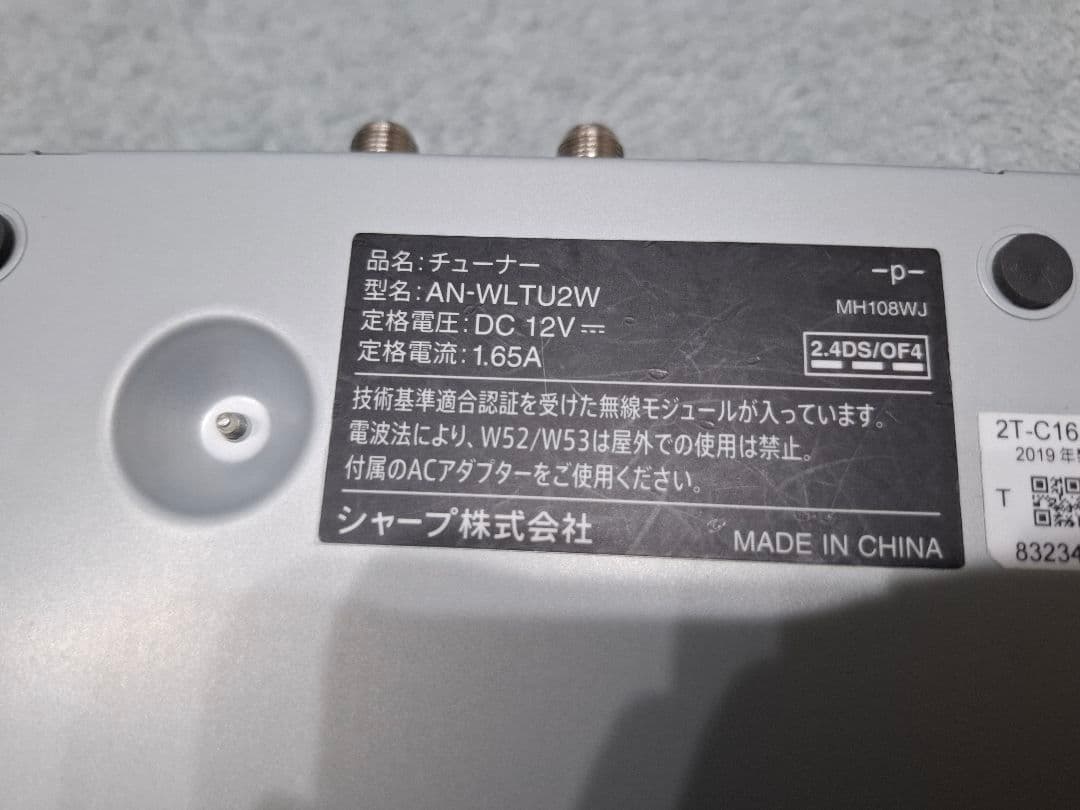 品名:チューナー
型名:AN-WLTU2W
定格電圧:DC 12V⎓
定格電流:1.65A
-p-
MH108WJ
2.4DS/OF4
技術基準適合認証を受けた無線モジュールが入っています。
電波法により、W52/W53は屋外での使用は禁止。
付属のACアダプターをご使用ください。
シャープ株式会社
MADE IN CHINA
2T-C16
2019年
T
83234